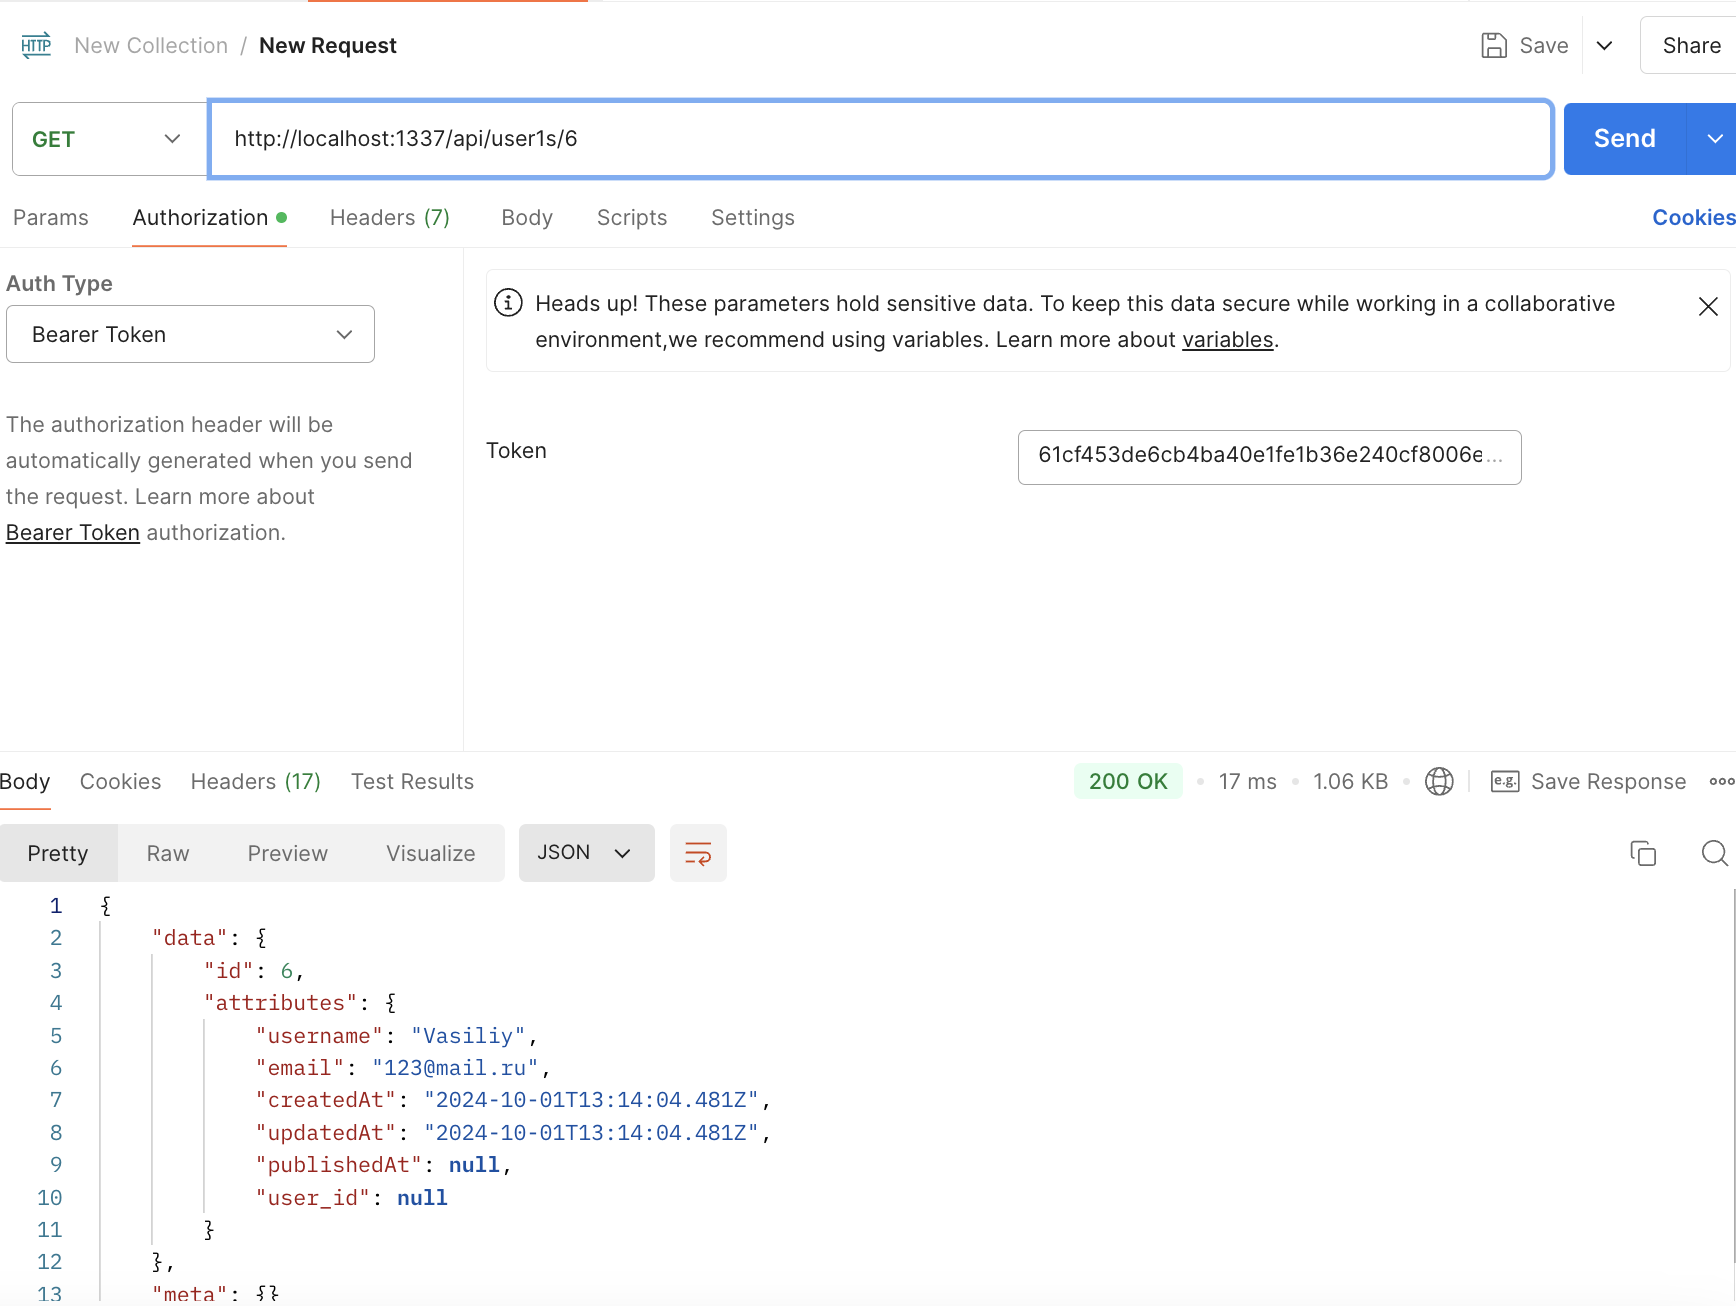 HTTP New Collection / New Request Save Share
GET http://localhost:1337/api/user1s/6 Send
Params Authorization Headers (7) Body Scripts Settings Cookies
Auth Type
Bearer Token
The authorization header will be
automatically generated when you send
the request. Learn more about
Bearer Token authorization.
Heads up! These parameters hold sensitive data. To keep this data secure while working in a collaborative
environment,we recommend using variables. Learn more about variables.
Token 61cf453de6cb4ba40e1fe1b36e240cf8006e...
Body Cookies Headers (17) Test Results 200 OK • 17 ms • 1.06 KB • e.g. Save Response
Pretty Raw Preview Visualize JSON
1 {
2 "data": {
3 "id": 6,
4 "attributes": {
5 "username": "Vasiliy",
6 "email": "123@mail.ru",
7 "createdAt": "2024-10-01T13:14:04.481Z",
8 "updatedAt": "2024-10-01T13:14:04.481Z",
9 "publishedAt": null,
10 "user_id": null
11 }
12 },
13 "meta": {}